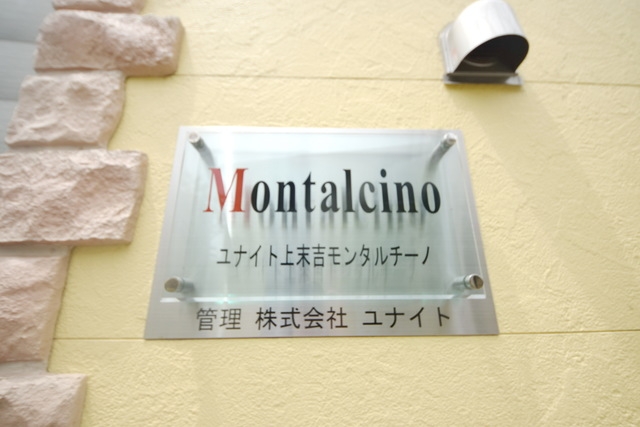 Montalcino
ユナイト上末吉モンタルチーノ
管理 株式会社 ユナイト